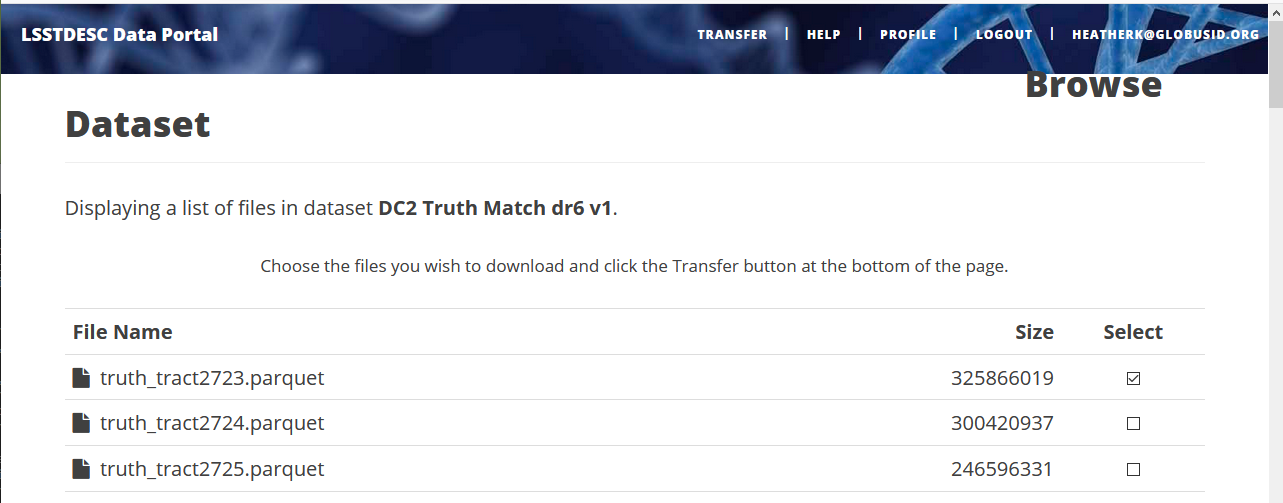 LSSTDESC Data Portal
TRANSFER | HELP | PROFILE | LOGOUT | HEATHERK@GLOBUSID.ORG
Browse
Dataset
Displaying a list of files in dataset DC2 Truth Match dr6 v1.
Choose the files you wish to download and click the Transfer button at the bottom of the page.
File Name Size Select
truth_tract2723.parquet 325866019
truth_tract2724.parquet 300420937
truth_tract2725.parquet 246596331